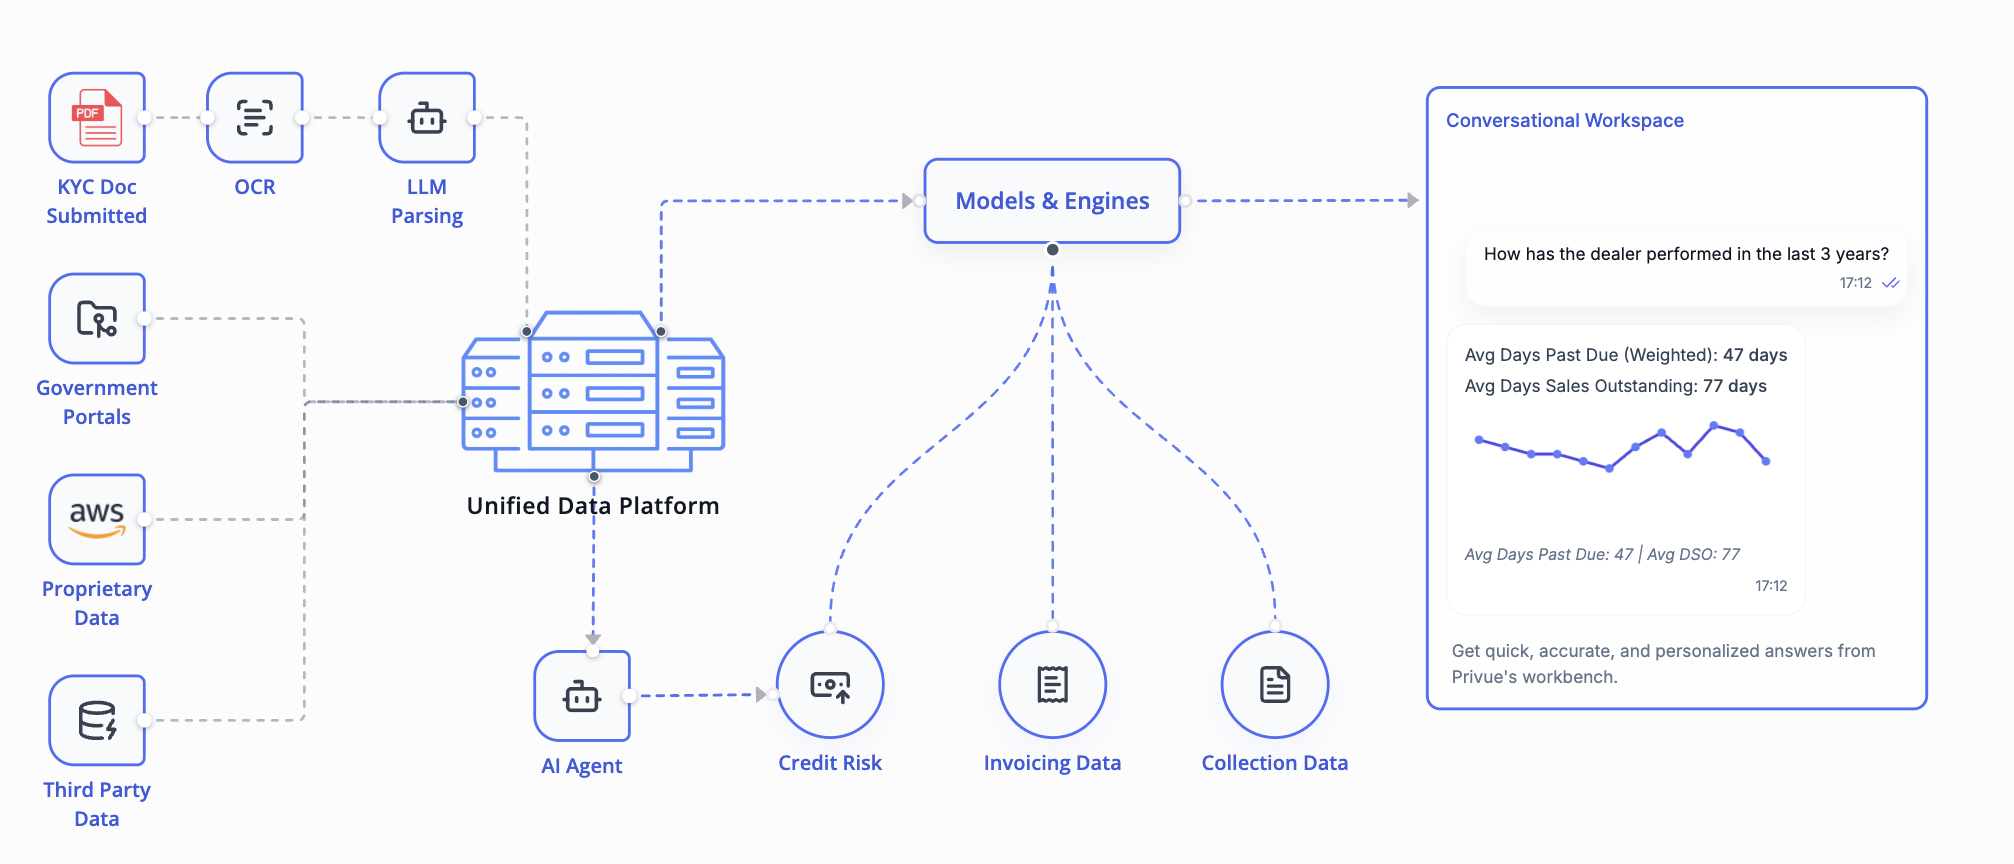 PDF
KYC Doc
Submitted
OCR
LLM
Parsing
Government
Portals
aws
Proprietary
Data
Third Party
Data
Unified Data Platform
AI Agent
Models & Engines
Credit Risk
Invoicing Data
Collection Data
Conversational Workspace
How has the dealer performed in the last 3 years?
17:12
Avg Days Past Due (Weighted): 47 days
Avg Days Sales Outstanding: 77 days
Avg Days Past Due: 47 | Avg DSO: 77
17:12
Get quick, accurate, and personalized answers from
Privue's workbench.